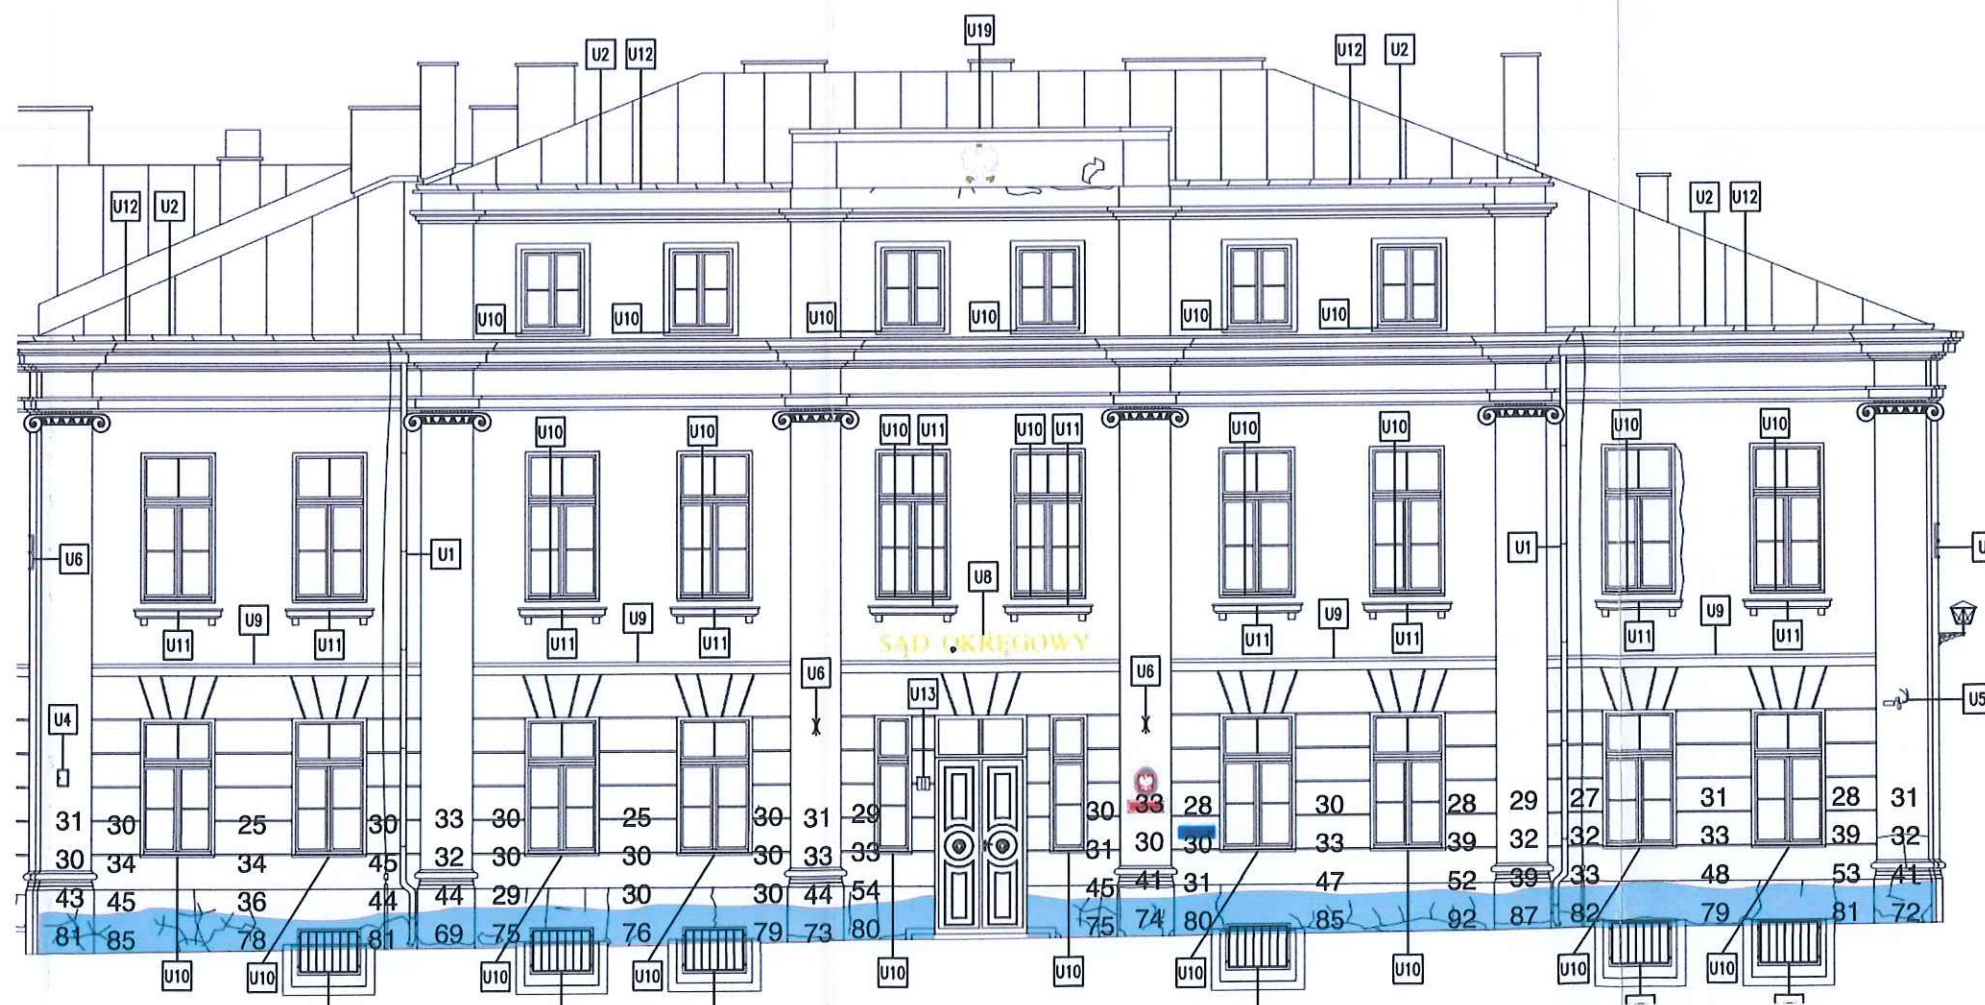 U19
U2 U12 U12 U2
U12 U2 U2 U12
U10 U10 U10 U10 U10 U10
U10 U10 U10 U11 U10 U11 U10 U10 U10 U10
U6 U1 U8 U1
U9 U9 U9 U9
U11 U11 U11 U11 U11 U11 U11 U11
SĄD OKRĘGOWY
U6 U6
U4 U13 U5
31 30 25 30 33 30 25 30 31 29 30 33 28 30 28 29 27 31 28 31
30 34 34 45 32 30 30 30 33 33 31 30 30 33 39 32 32 33 39 32
43 45 36 44 44 29 30 30 44 54 45 41 31 47 52 39 33 48 53 41
81 85 78 81 69 75 76 79 73 80 75 74 80 85 92 87 82 79 81 72
U10 U10 U10 U10 U10 U10 U10 U10 U10 U10